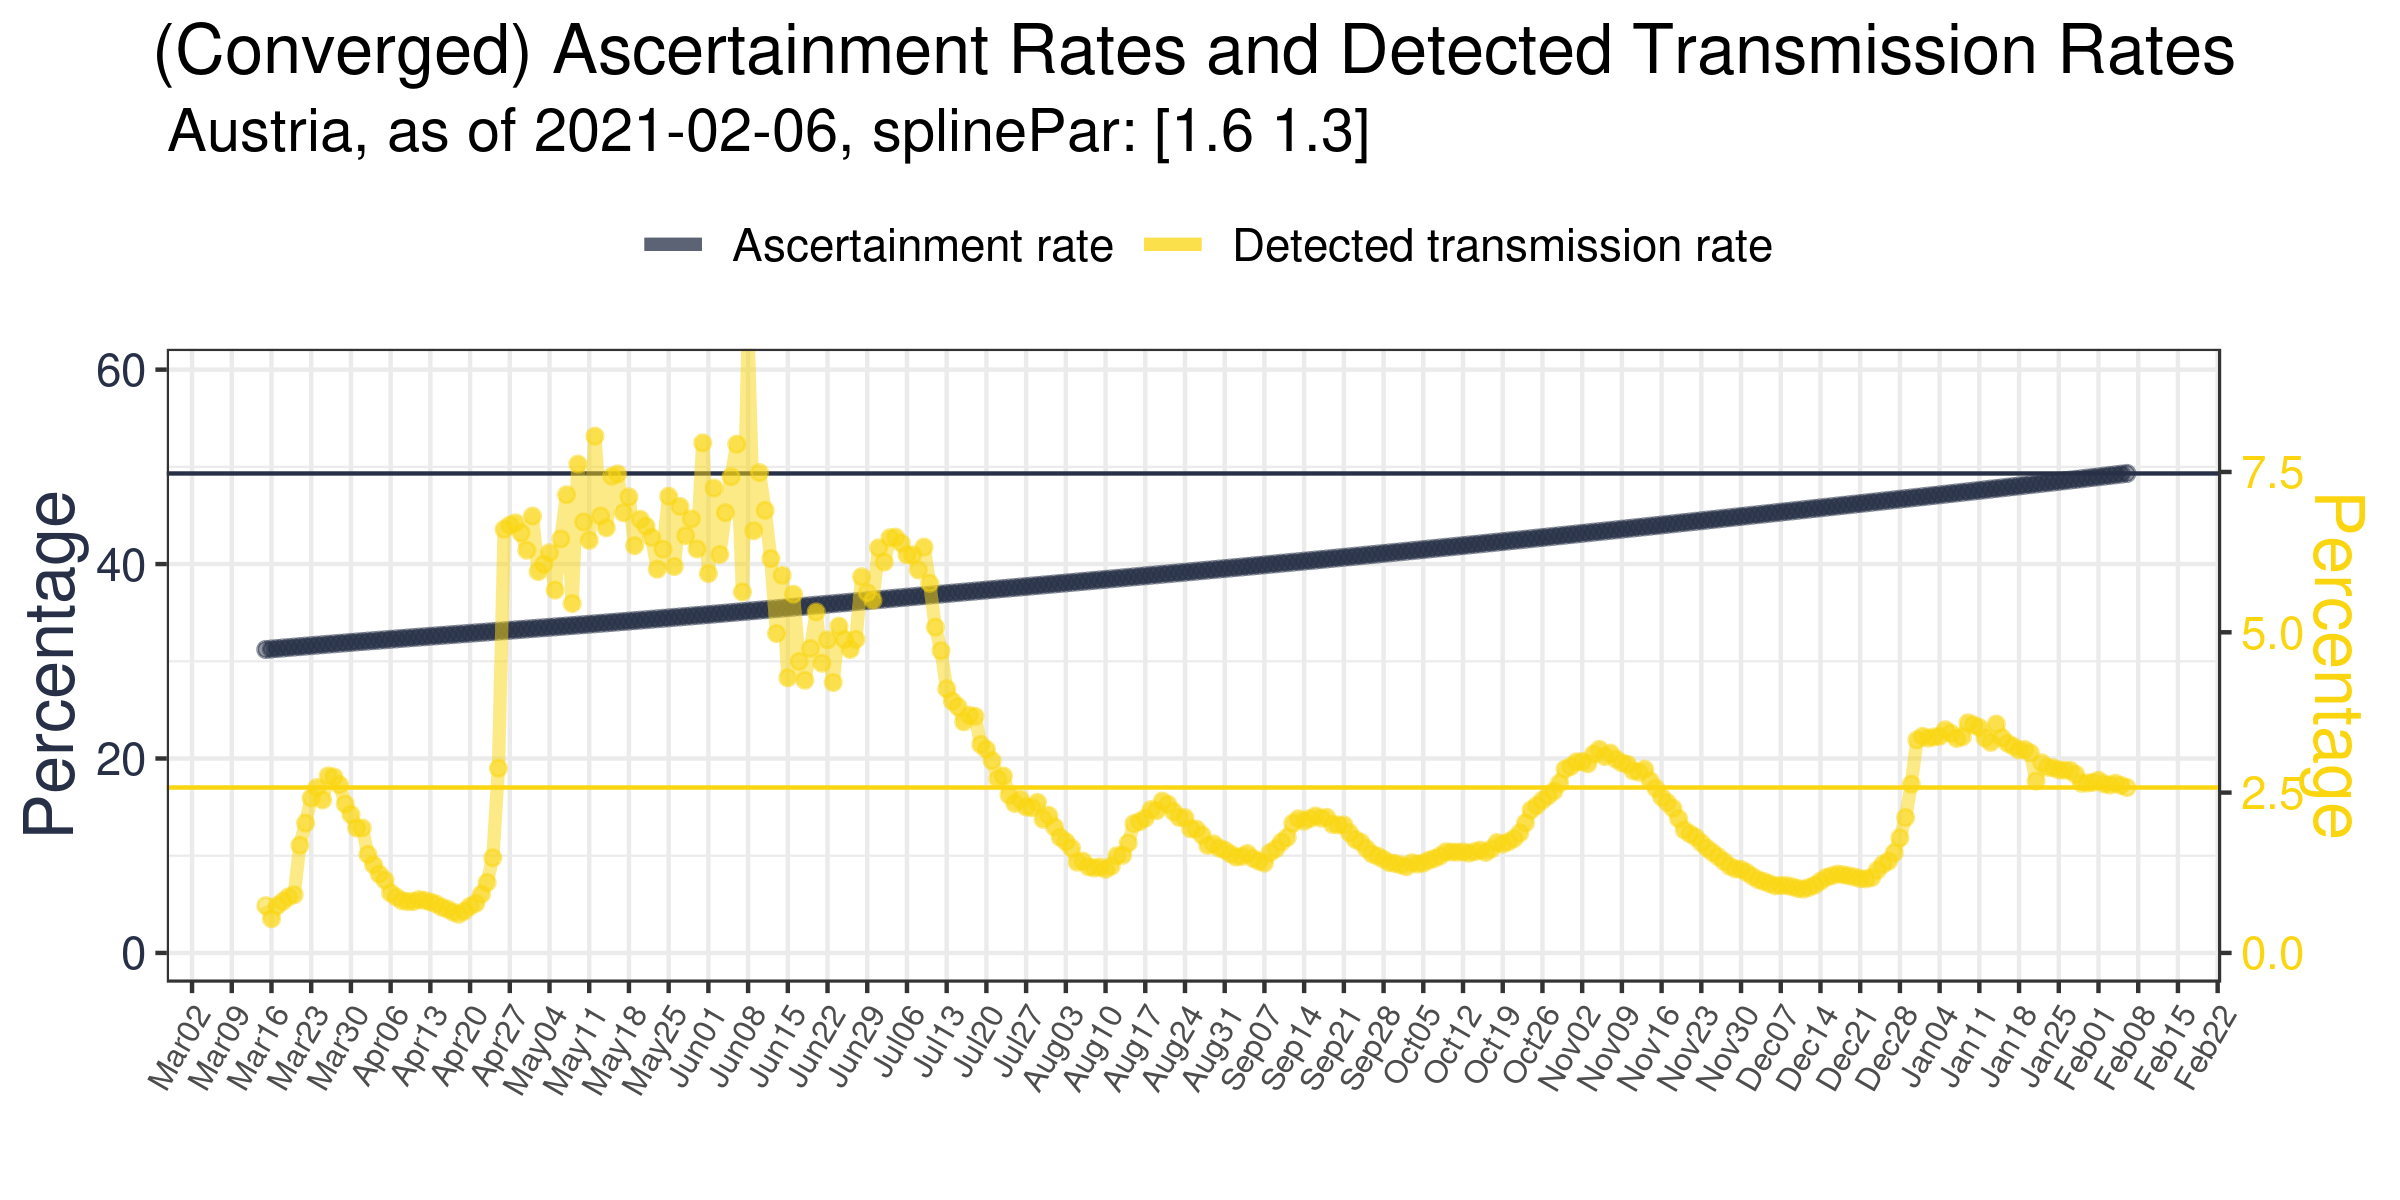 (Converged) Ascertainment Rates and Detected Transmission Rates
Austria, as of 2021-02-06, splinePar: [1.6 1.3]
Ascertainment rate
Detected transmission rate
Percentage
60
40
20
0
7.5
5.0
2.5
0.0
Percentage
Mar02
Mar09
Mar16
Mar23
Mar30
Apr06
Apr13
Apr20
Apr27
May04
May11
May18
May25
Jun01
Jun08
Jun15
Jun22
Jun29
Jul06
Jul13
Jul20
Jul27
Aug03
Aug10
Aug17
Aug24
Aug31
Sep07
Sep14
Sep21
Sep28
Oct05
Oct12
Oct19
Oct26
Nov02
Nov09
Nov16
Nov23
Nov30
Dec07
Dec14
Dec21
Dec28
Jan04
Jan11
Jan18
Jan25
Feb01
Feb08
Feb15
Feb22